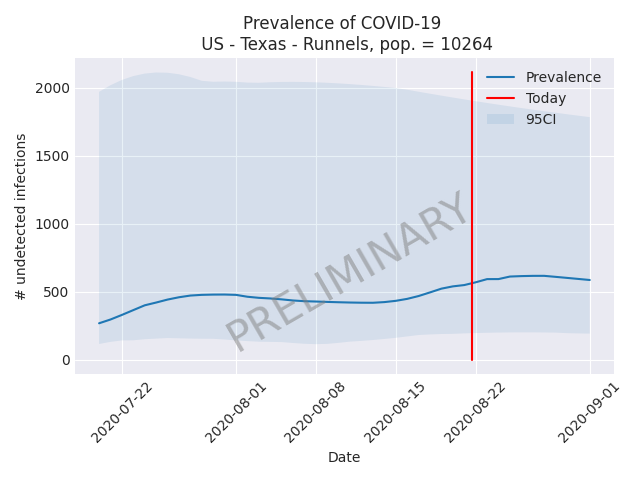 Prevalence of COVID-19
US - Texas - Runnels, pop. = 10264
# undetected infections
2000
1500
1000
500
0
Prevalence
Today
95CI
PRELIMINARY
2020-07-22
2020-08-01
2020-08-08
2020-08-15
2020-08-22
2020-09-01
Date